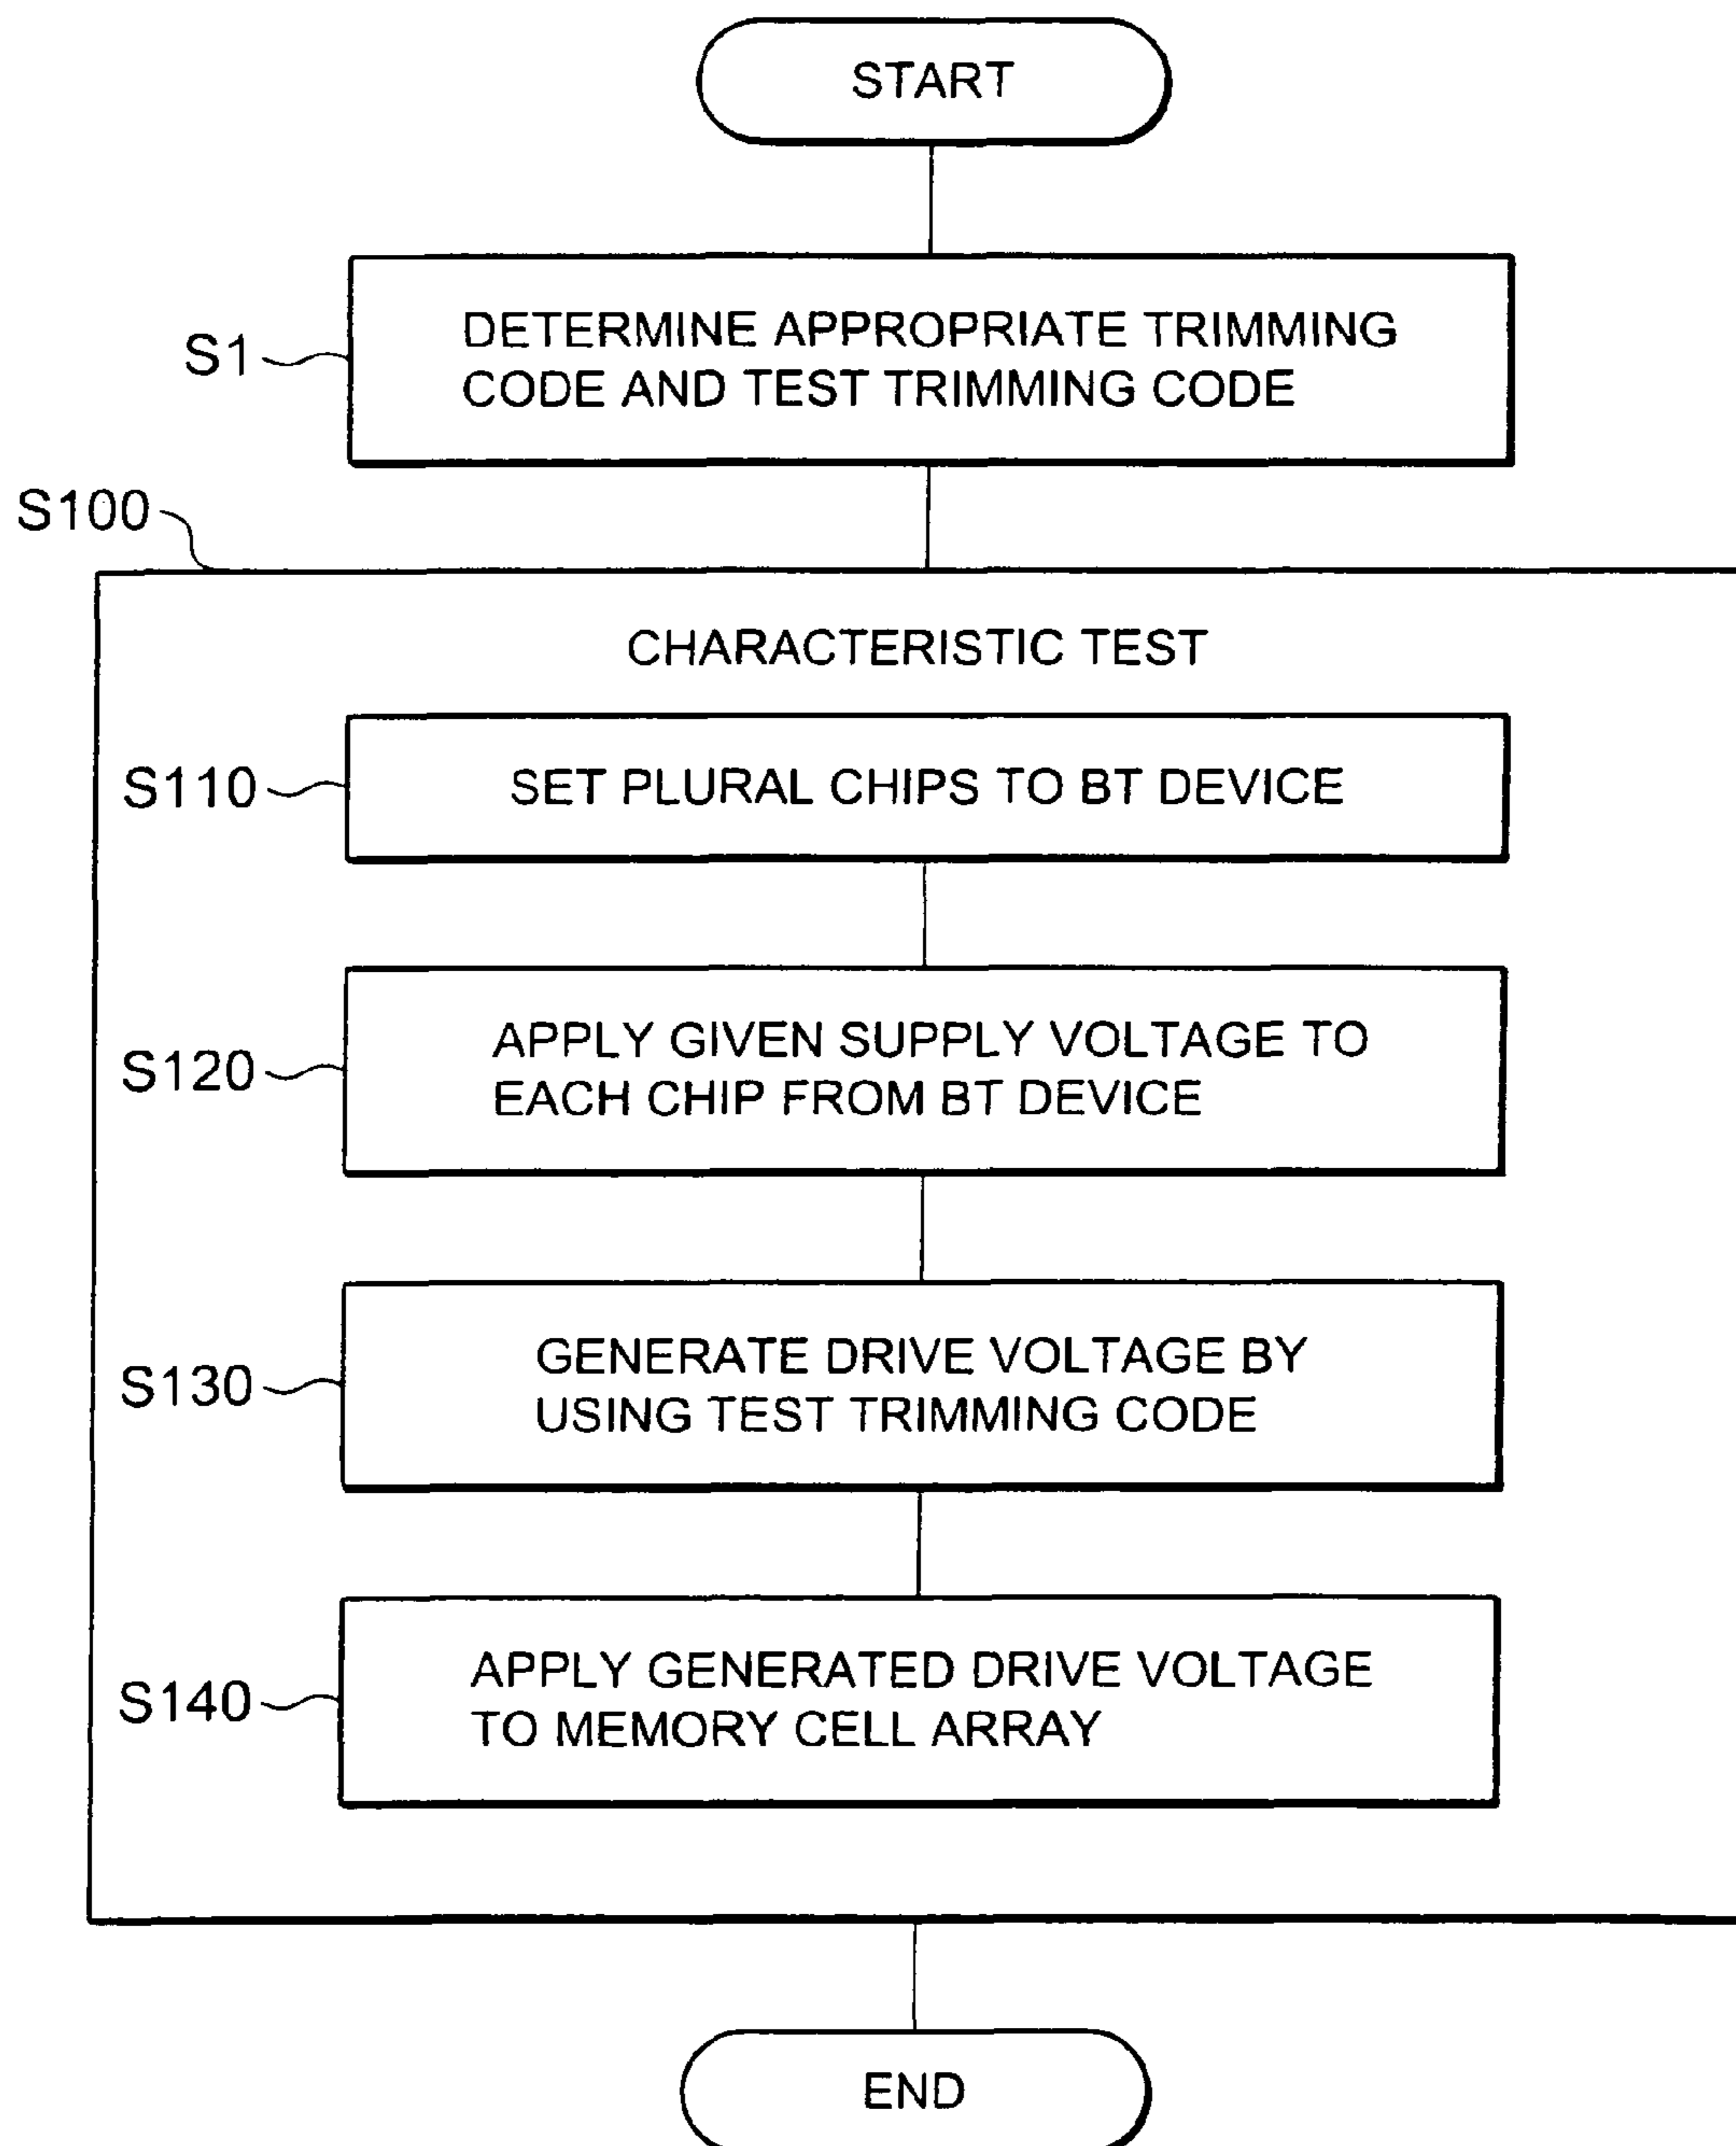 START
S1
DETERMINE APPROPRIATE TRIMMING
CODE AND TEST TRIMMING CODE
S100
CHARACTERISTIC TEST
S110
SET PLURAL CHIPS TO BT DEVICE
S120
APPLY GIVEN SUPPLY VOLTAGE TO
EACH CHIP FROM BT DEVICE
S130
GENERATE DRIVE VOLTAGE BY
USING TEST TRIMMING CODE
S140
APPLY GENERATED DRIVE VOLTAGE
TO MEMORY CELL ARRAY
END